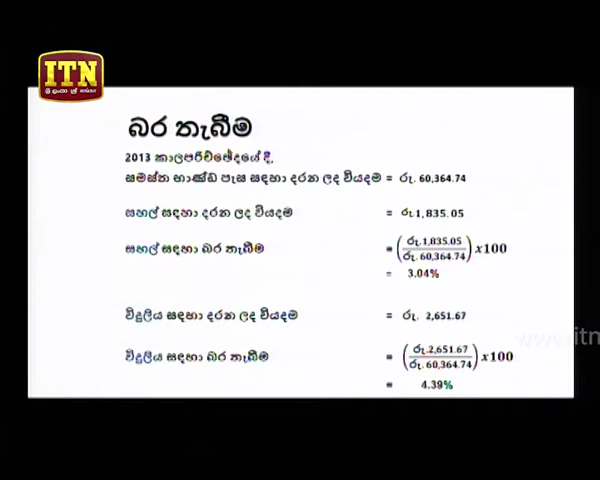 ITN
ශ්‍රී ලංකා
බර තැබීම
2013 කාලපරිච්ඡේදයේ දී,
සමස්ත භාණ්ඩ පැස සඳහා දරන ලද වියදම = රු. 60,364.74
සහල් සඳහා දරන ලද වියදම = රු.1,835.05
සහල් සඳහා බර තැබීම = (රු.1,835.05 / රු. 60,364.74) x100
= 3.04%
විදුලිය සඳහා දරන ලද වියදම = රු. 2,651.67
විදුලිය සඳහා බර තැබීම = (රු.2,651.67 / රු. 60,364.74) x100
= 4.39%
www.itn